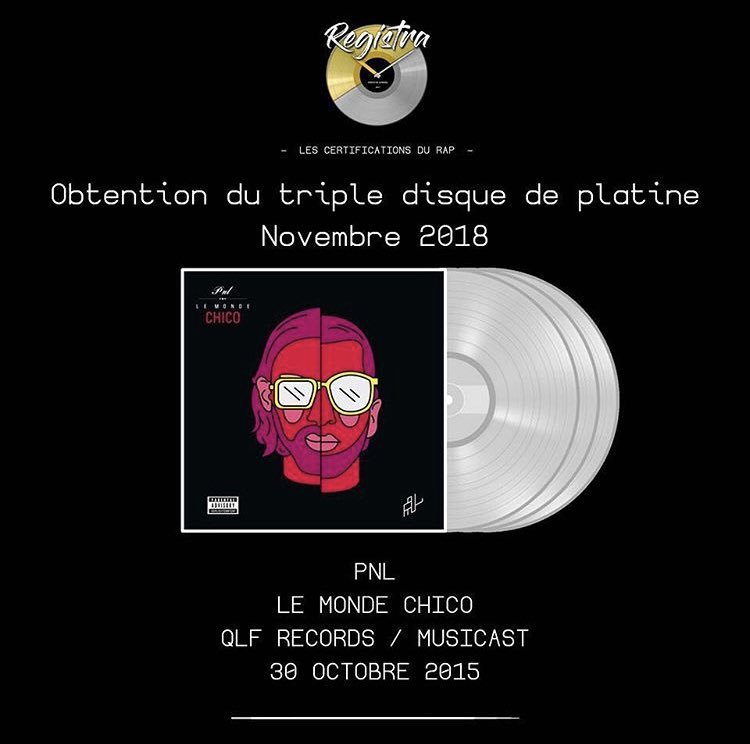 Registra
- LES CERTIFICATIONS DU RAP -
Obtention du triple disque de platine
Novembre 2018
Pnl
LE MONDE
CHICO
PARENTAL
ADVISORY
EXPLICIT CONTENT
PNL
LE MONDE CHICO
QLF RECORDS / MUSICAST
30 OCTOBRE 2015